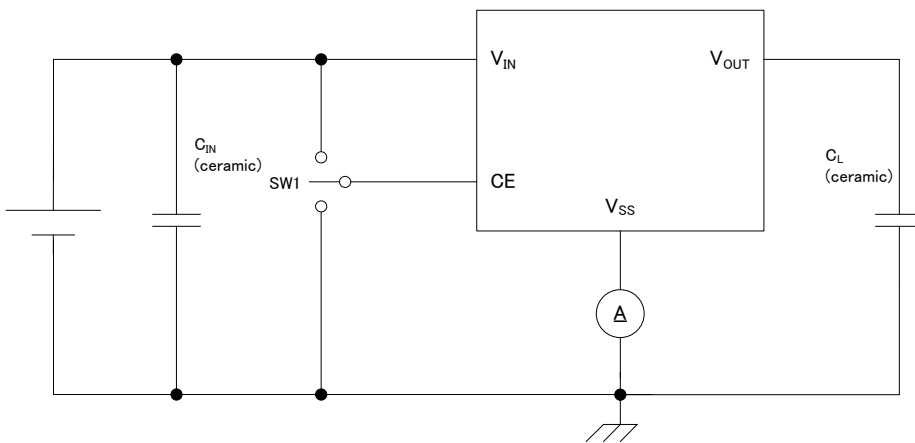 V_IN
V_OUT
C_IN
(ceramic)
C_L
(ceramic)
SW1
CE
V_SS
A